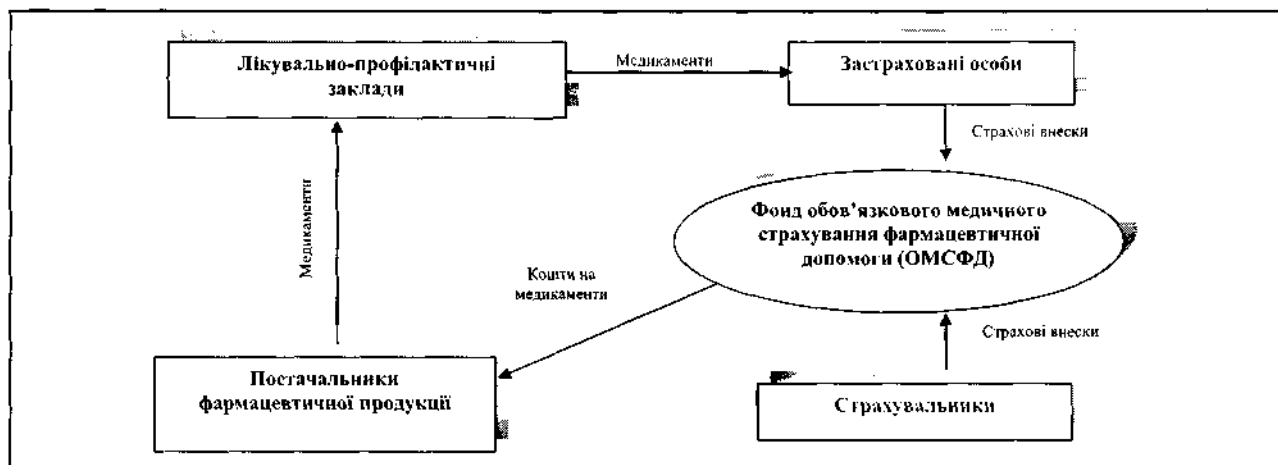 Лікувально-профілактичні
заклади
Медикаменти
Застраховані особи
Страхові внески
Медикаменти
Фонд обов'язкового медичного
страхування фармацевтичної
допомоги (ОМСФД)
Кошти на
медикаменти
Страхові внески
Постачальники
фармацевтичної продукції
Страхувальники